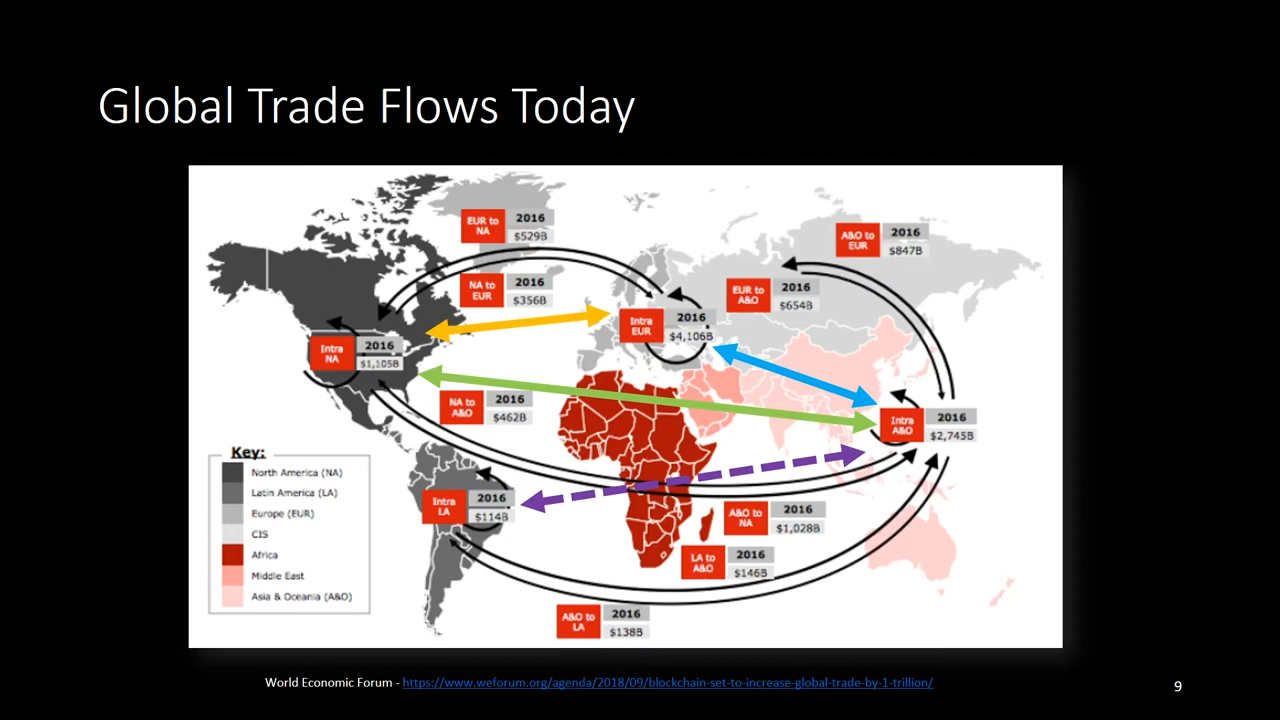 Global Trade Flows Today
EUR to
NA
2016
$529B
A&O to
EUR
2016
$847B
NA to
EUR
2016
$356B
EUR to
A&O
2016
$654B
Intra
EUR
2016
$4,106B
Intra
NA
2016
$1,105B
NA to
A&O
2016
$462B
Intra
A&O
2016
$2,745B
Key:
North America (NA)
Latin America (LA)
Europe (EUR)
CIS
Africa
Middle East
Asia & Oceania (A&O)
Intra
LA
2016
$114B
A&O to
NA
2016
$1,028B
LA to
A&O
2016
$146B
A&O to
LA
2016
$138B
World Economic Forum - https://www.weforum.org/agenda/2018/09/blockchain-set-to-increase-global-trade-by-1-trillion/
9